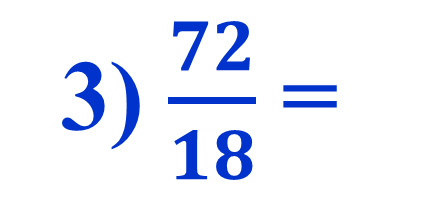 3) 72/18 =